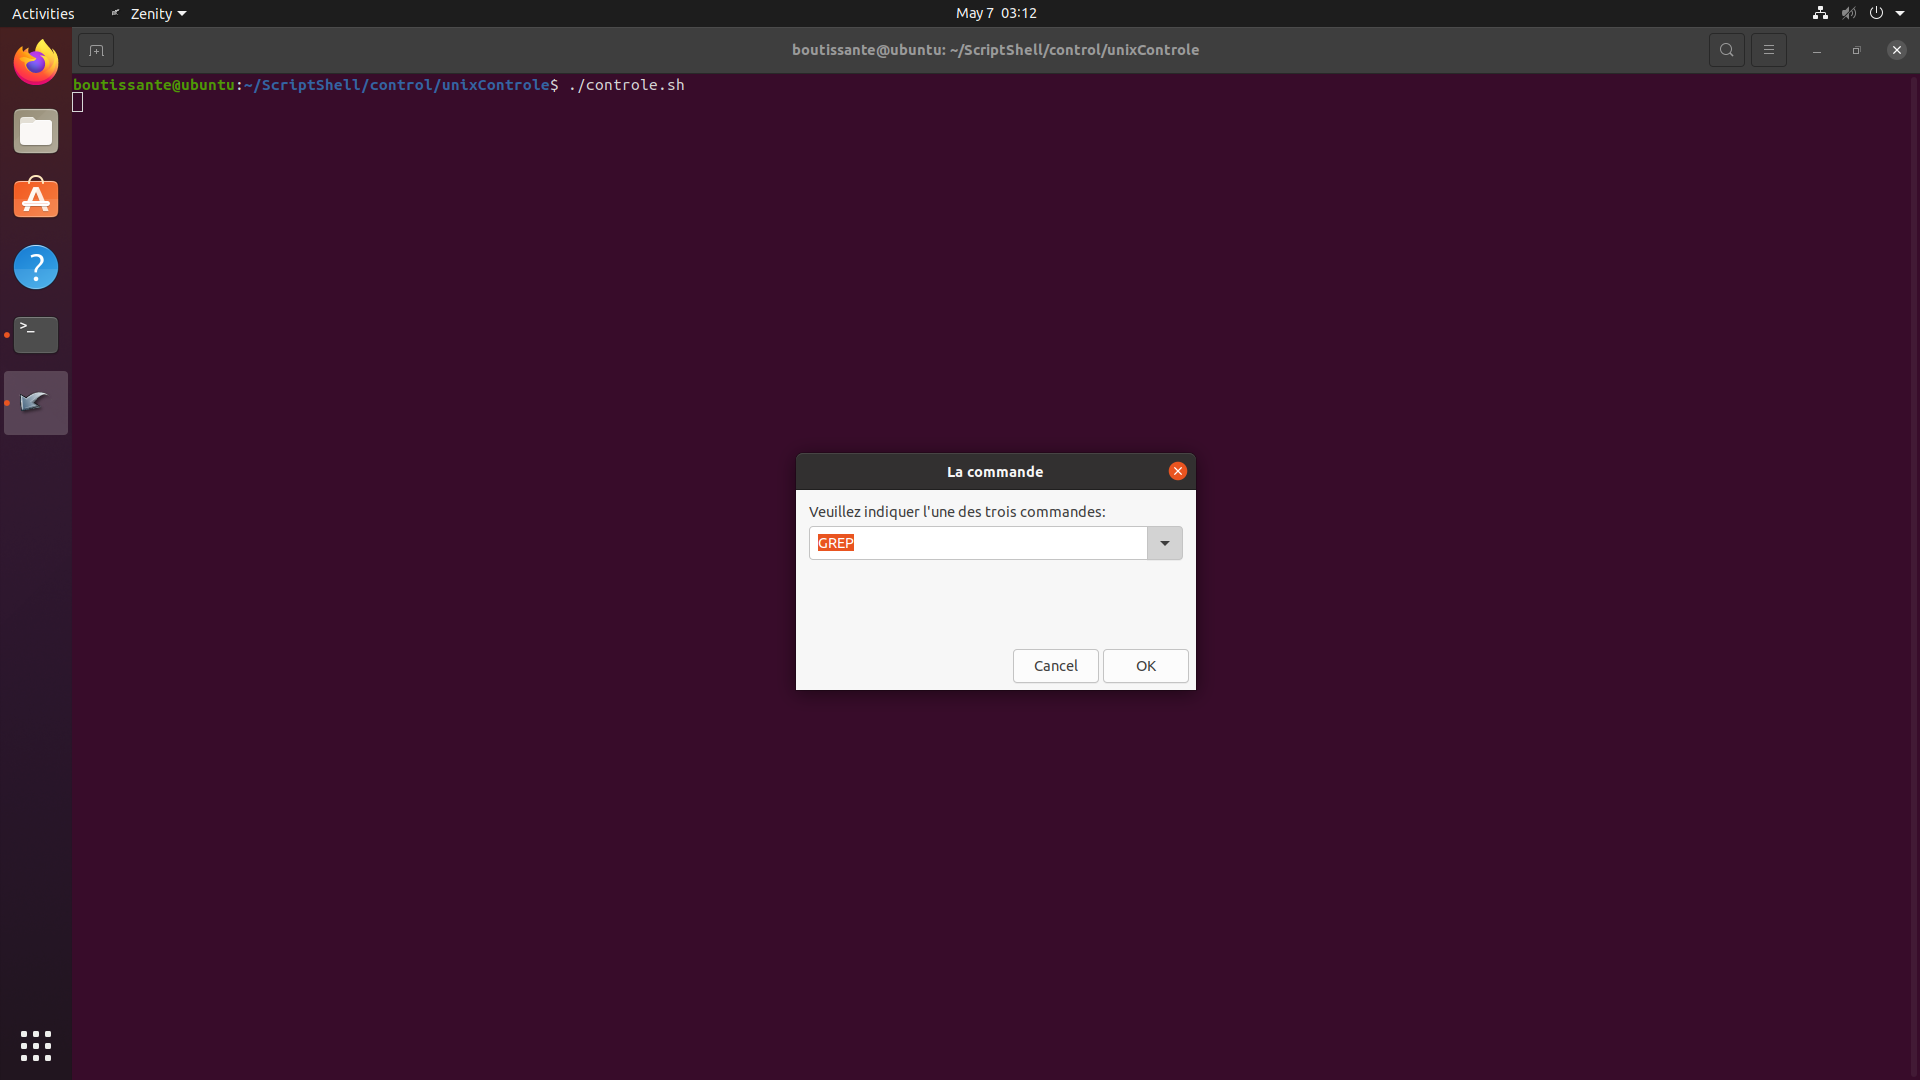 Activities Zenity May 7 03:12
boutissante@ubuntu: ~/ScriptShell/control/unixControle
boutissante@ubuntu:~/ScriptShell/control/unixControle$ ./controle.sh
La commande
Veuillez indiquer l'une des trois commandes:
GREP
Cancel OK